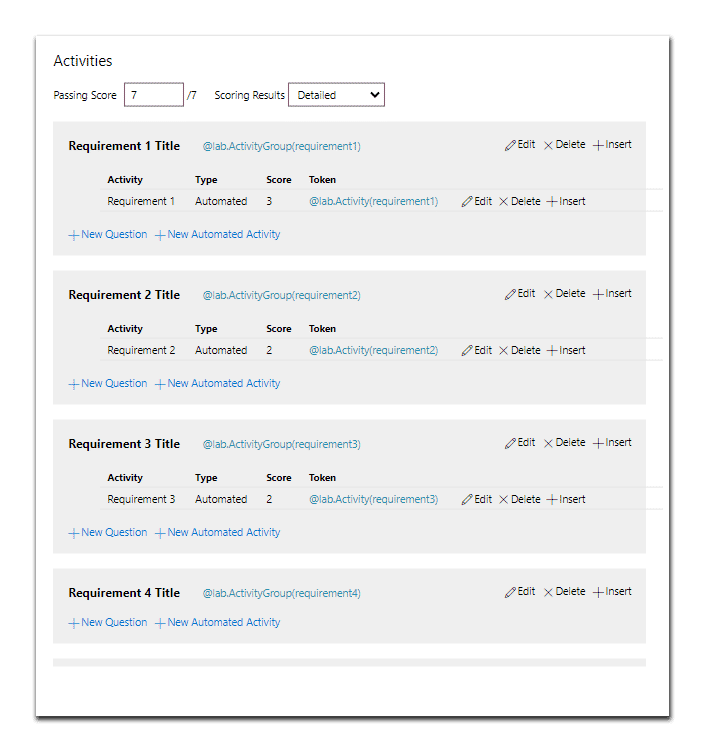 Activities
Passing Score 7 /7 Scoring Results Detailed
Requirement 1 Title @lab.ActivityGroup(requirement1) Edit Delete Insert
Activity Type Score Token
Requirement 1 Automated 3 @lab.Activity(requirement1) Edit Delete Insert
New Question New Automated Activity
Requirement 2 Title @lab.ActivityGroup(requirement2) Edit Delete Insert
Activity Type Score Token
Requirement 2 Automated 2 @lab.Activity(requirement2) Edit Delete Insert
New Question New Automated Activity
Requirement 3 Title @lab.ActivityGroup(requirement3) Edit Delete Insert
Activity Type Score Token
Requirement 3 Automated 2 @lab.Activity(requirement3) Edit Delete Insert
New Question New Automated Activity
Requirement 4 Title @lab.ActivityGroup(requirement4) Edit Delete Insert
New Question New Automated Activity